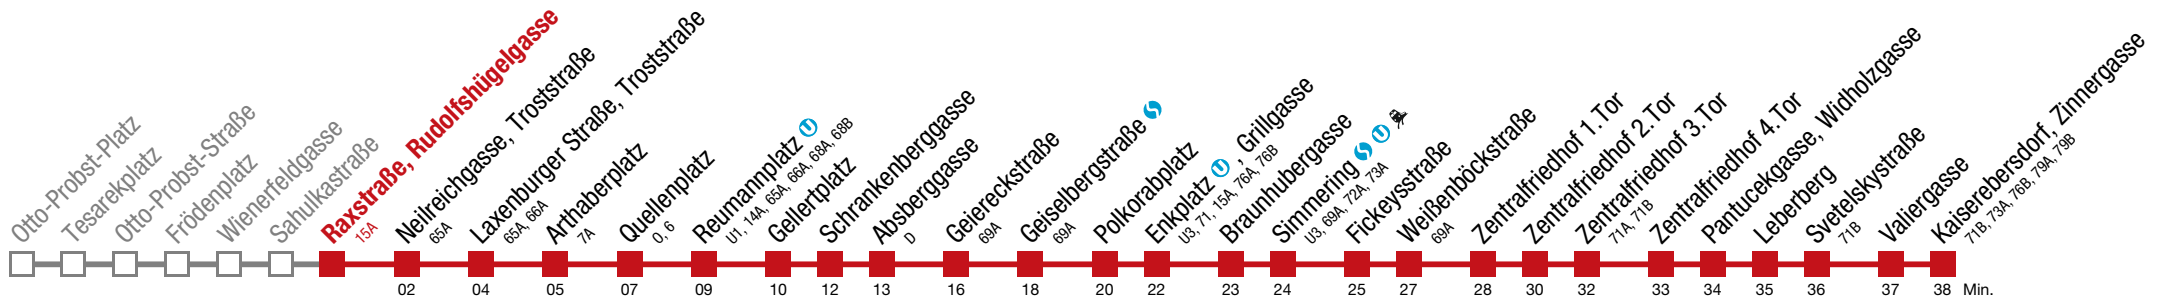 Otto-Probst-Platz
Tesarekplatz
Otto-Probst-Straße
Frödenplatz
Wienerfeldgasse
Sahulkastraße
Raxstraße, Rudolfshügelgasse
15A
Neilreichgasse, Troststraße
65A
02
Laxenburger Straße, Troststraße
65A, 66A
04
Arthaberplatz
7A
05
Quellenplatz
O, 6
07
Reumannplatz U
U1, 14A, 65A, 66A, 68A, 68B
09
Gellertplatz
10
Schrankenberggasse
12
Absberggasse
D
13
Geiereckstraße
69A
16
Geiselbergstraße S
69A
18
Polkorabplatz
20
Enkplatz U, Grillgasse
U3, 71, 15A, 76A, 76B
22
Braunhubergasse
23
Simmering S U
U3, 69A, 72A, 73A
24
Fickeysstraße
25
Weißenböckstraße
69A
27
Zentralfriedhof 1.Tor
28
Zentralfriedhof 2.Tor
30
Zentralfriedhof 3.Tor
71A, 71B
32
Zentralfriedhof 4.Tor
33
Pantucekgasse, Widholzgasse
34
Leberberg
35
Svetelskystraße
71B
36
Valiergasse
37
Kaiserebersdorf, Zinnergasse
71B, 73A, 76B, 79A, 79B
38 Min.